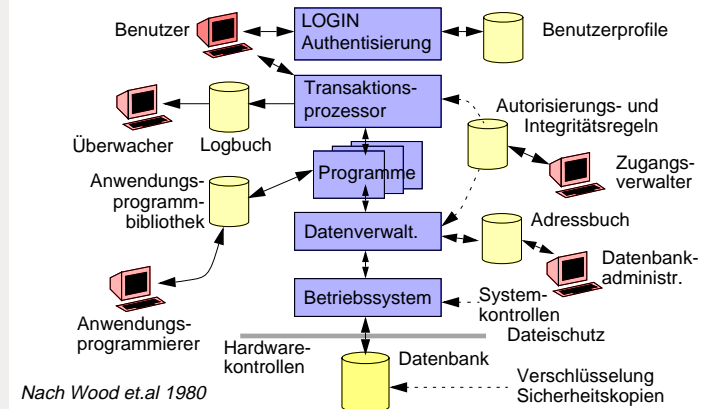 Benutzer
LOGIN
Authentisierung
Benutzerprofile
Transaktions-
prozessor
Autorisierungs- und
Integritätsregeln
Überwacher
Logbuch
Zugangs-
verwalter
Anwendungs-
programm-
bibliothek
Programme
Adressbuch
Datenverwalt.
Datenbank-
administr.
Betriebssystem
System-
kontrollen
Anwendungs-
programmierer
Dateischutz
Hardware-
kontrollen
Datenbank
Verschlüsselung
Sicherheitskopien
Nach Wood et.al 1980